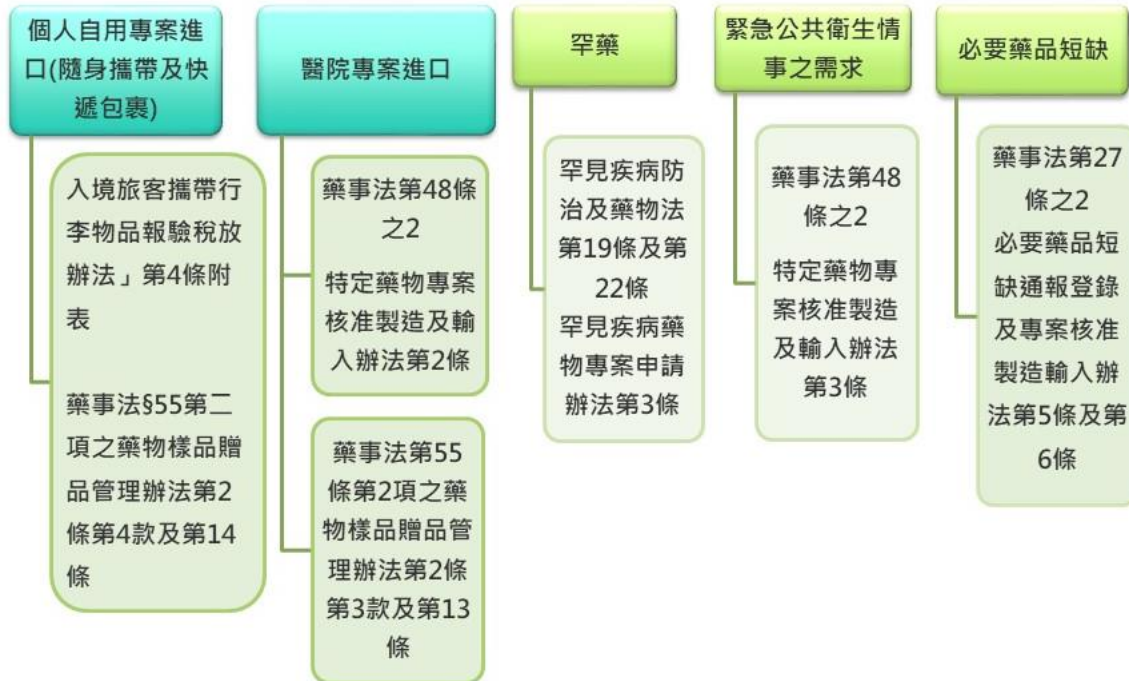 個人自用專案進
口(隨身攜帶及快
遞包裹)
入境旅客攜帶行
李物品報驗稅放
辦法」第4條附
表
藥事法§55第二
項之藥物樣品贈
品管理辦法第2
條第4款及第14
條
醫院專案進口
藥事法第48條
之2
特定藥物專案
核准製造及輸
入辦法第2條
藥事法第55
條第2項之藥
物樣品贈品管
理辦法第2條
第3款及第13
條
罕藥
罕見疾病防
治及藥物法
第19條及第
22條
罕見疾病藥
物專案申請
辦法第3條
緊急公共衛生情
事之需求
藥事法第48
條之2
特定藥物專
案核准製造
及輸入辦法
第3條
必要藥品短缺
藥事法第27
條之2
必要藥品短
缺通報登錄
及專案核准
製造輸入辦
法第5條及第
6條